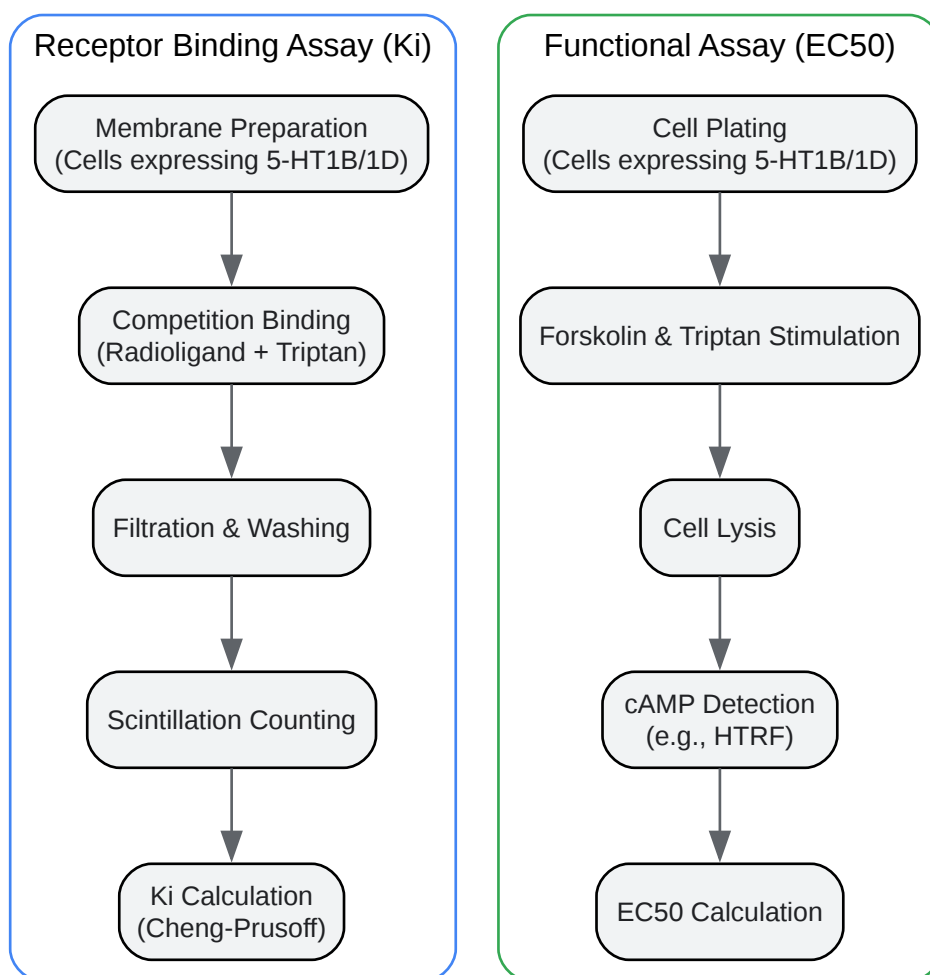 Receptor Binding Assay (Ki)
Membrane Preparation
(Cells expressing 5-HT1B/1D)
Competition Binding
(Radioligand + Triptan)
Filtration & Washing
Scintillation Counting
Ki Calculation
(Cheng-Prusoff)
Functional Assay (EC50)
Cell Plating
(Cells expressing 5-HT1B/1D)
Forskolin & Triptan Stimulation
Cell Lysis
cAMP Detection
(e.g., HTRF)
EC50 Calculation